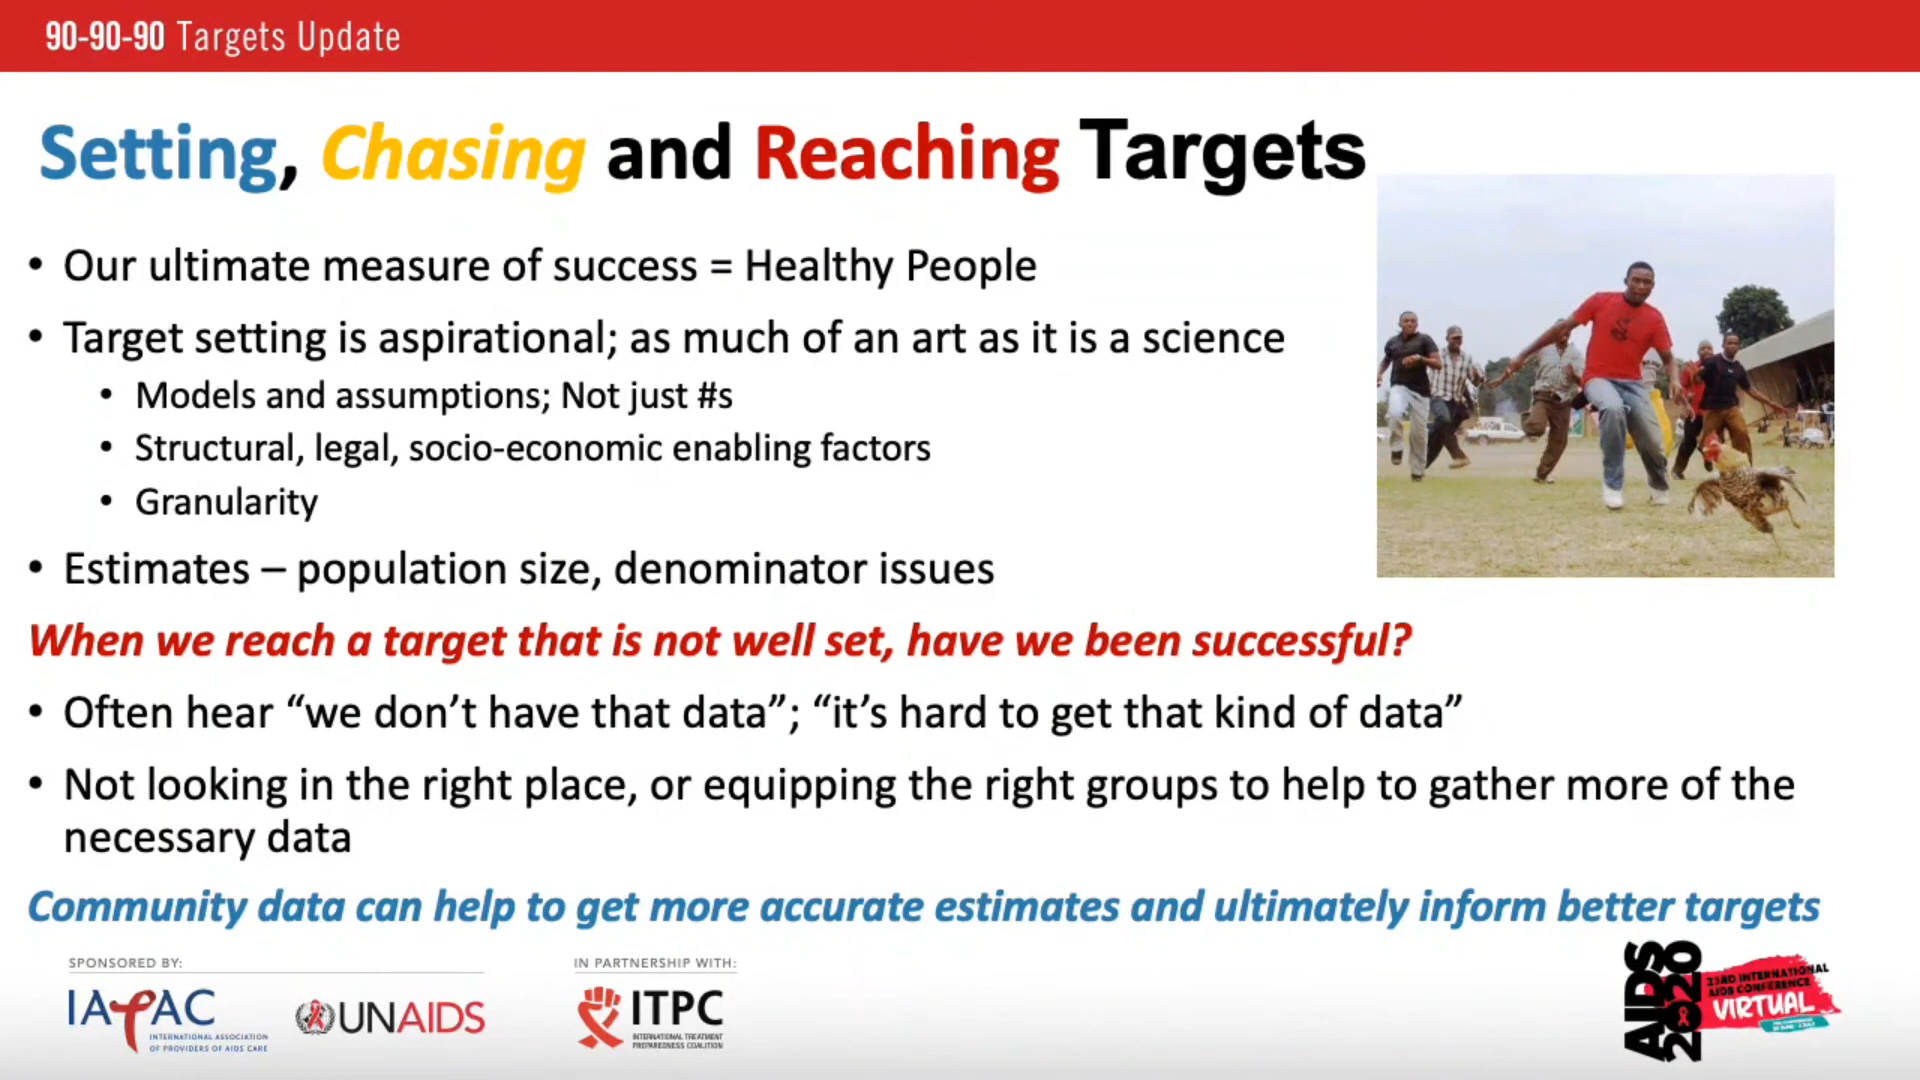 90-90-90 Targets Update
Setting, Chasing and Reaching Targets
• Our ultimate measure of success = Healthy People
• Target setting is aspirational; as much of an art as it is a science
• Models and assumptions; Not just #s
• Structural, legal, socio-economic enabling factors
• Granularity
• Estimates – population size, denominator issues
When we reach a target that is not well set, have we been successful?
• Often hear “we don’t have that data”; “it’s hard to get that kind of data”
• Not looking in the right place, or equipping the right groups to help to gather more of the
necessary data
Community data can help to get more accurate estimates and ultimately inform better targets
SPONSORED BY:
IAPAC
INTERNATIONAL ASSOCIATION
OF PROVIDERS OF AIDS CARE
UNAIDS
IN PARTNERSHIP WITH:
ITPC
INTERNATIONAL TREATMENT
PREPAREDNESS COALITION
AIDS
2020
23RD INTERNATIONAL
AIDS CONFERENCE
VIRTUAL